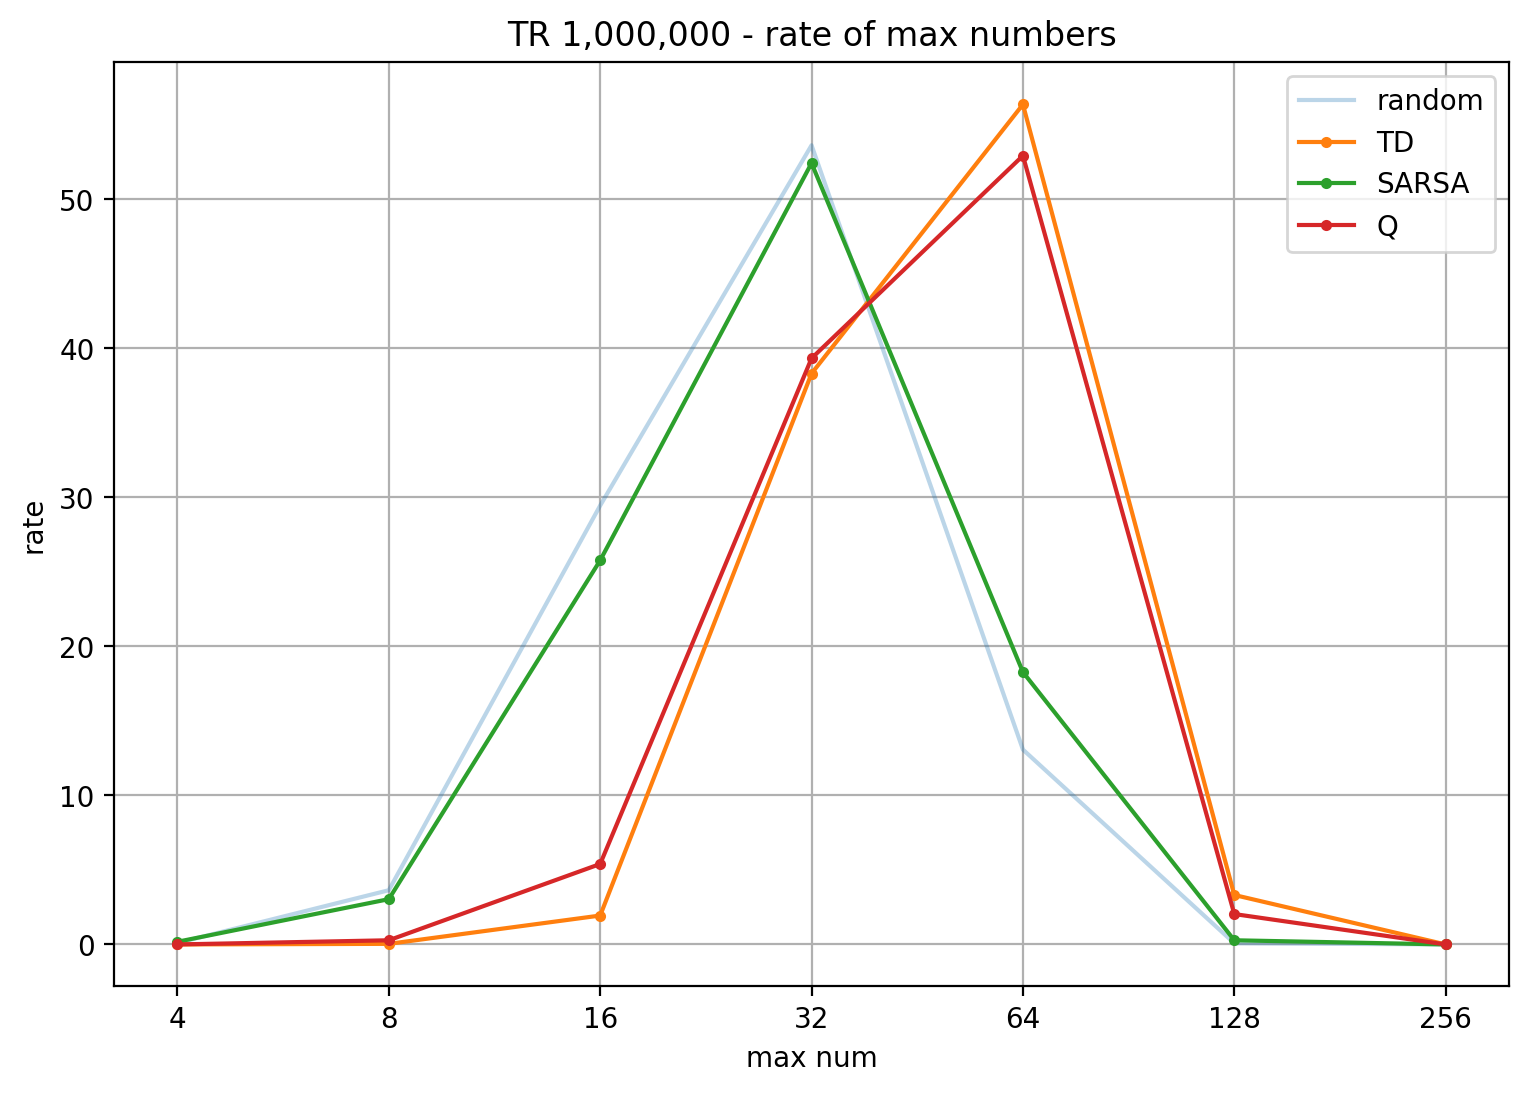 TR 1,000,000 - rate of max numbers
random
TD
SARSA
Q
50
40
30
20
10
0
rate
4 8 16 32 64 128 256
max num